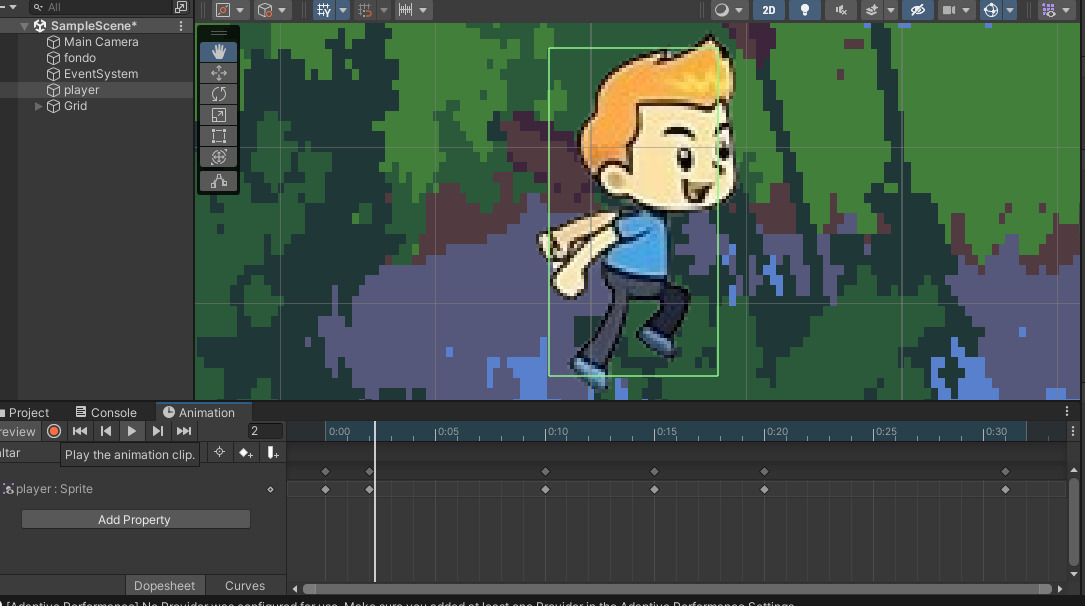 All
2D
SampleScene*
Main Camera
fondo
EventSystem
player
Grid
Project
Console
Animation
review
2
0:00
0:05
0:10
0:15
0:20
0:25
0:30
ltar
Play the animation clip.
player : Sprite
Add Property
Dopesheet
Curves
[Adaptive Performance] No Provider was configured for use. Make sure you added at least one Provider in the Adaptive Performance Settings.